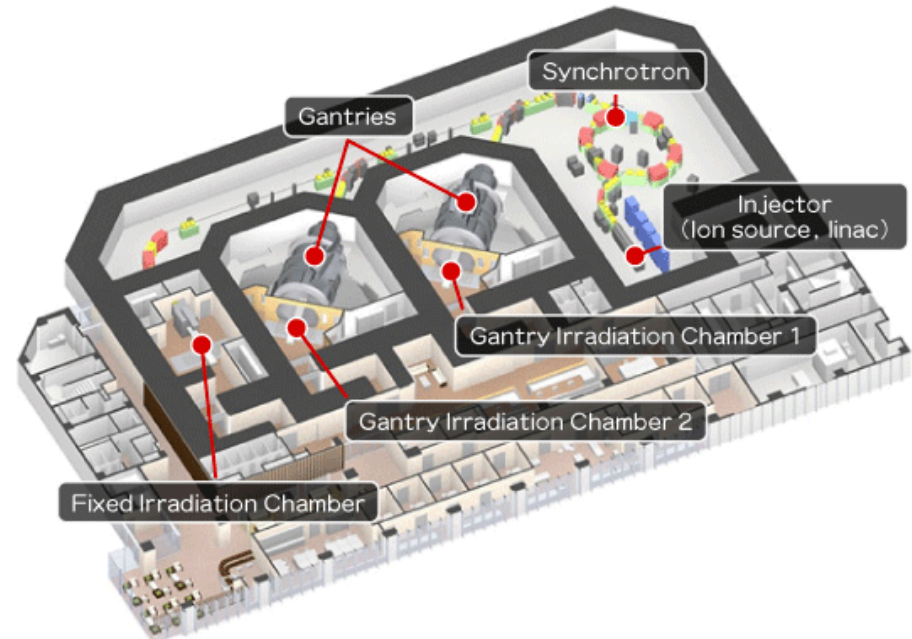 Synchrotron
Gantries
Injector
(Ion source, linac)
Gantry Irradiation Chamber 1
Gantry Irradiation Chamber 2
Fixed Irradiation Chamber